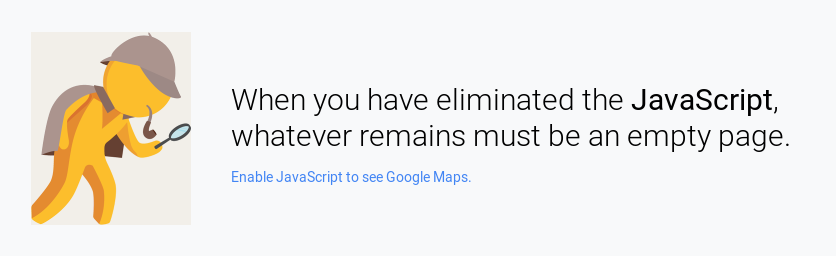 When you have eliminated the JavaScript,
whatever remains must be an empty page.
Enable JavaScript to see Google Maps.